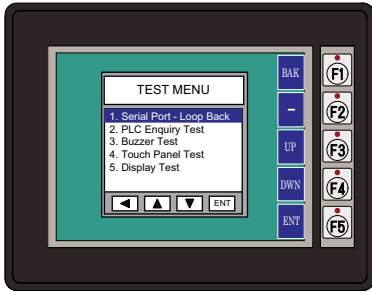 TEST MENU
1. Serial Port - Loop Back
2. PLC Enquiry Test
3. Buzzer Test
4. Touch Panel Test
5. Display Test
ENT
BAK
–
UP
DWN
ENT
F1
F2
F3
F4
F5